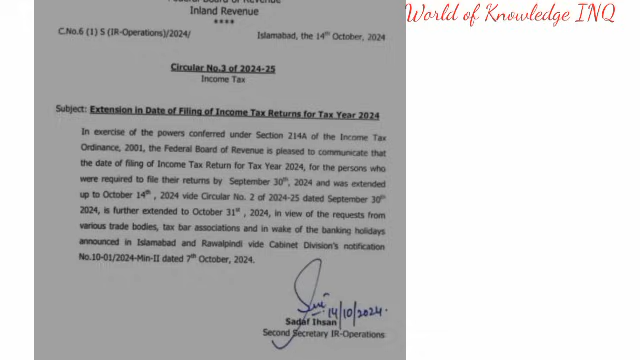 Federal Board of Revenue
Inland Revenue
****
C.No.6 (1) S (IR-Operations)/2024/ Islamabad, the 14th October, 2024
Circular No.3 of 2024-25
Income Tax
Subject: Extension in Date of Filing of Income Tax Returns for Tax Year 2024
In exercise of the powers conferred under Section 214A of the Income Tax
Ordinance, 2001, the Federal Board of Revenue is pleased to communicate that
the date of filing of Income Tax Return for Tax Year 2024, for the persons who
were required to file their returns by September 30th, 2024 and was extended
up to October 14th , 2024 vide Circular No. 2 of 2024-25 dated September 30th
2024, is further extended to October 31st , 2024, in view of the requests from
various trade bodies, tax bar associations and in wake of the banking holidays
announced in Islamabad and Rawalpindi vide Cabinet Division's notification
No.10-01/2024-Min-II dated 7th October, 2024.
14/10/2024.
Sadaf Ihsan
Second Secretary IR-Operations
World of Knowledge INQ